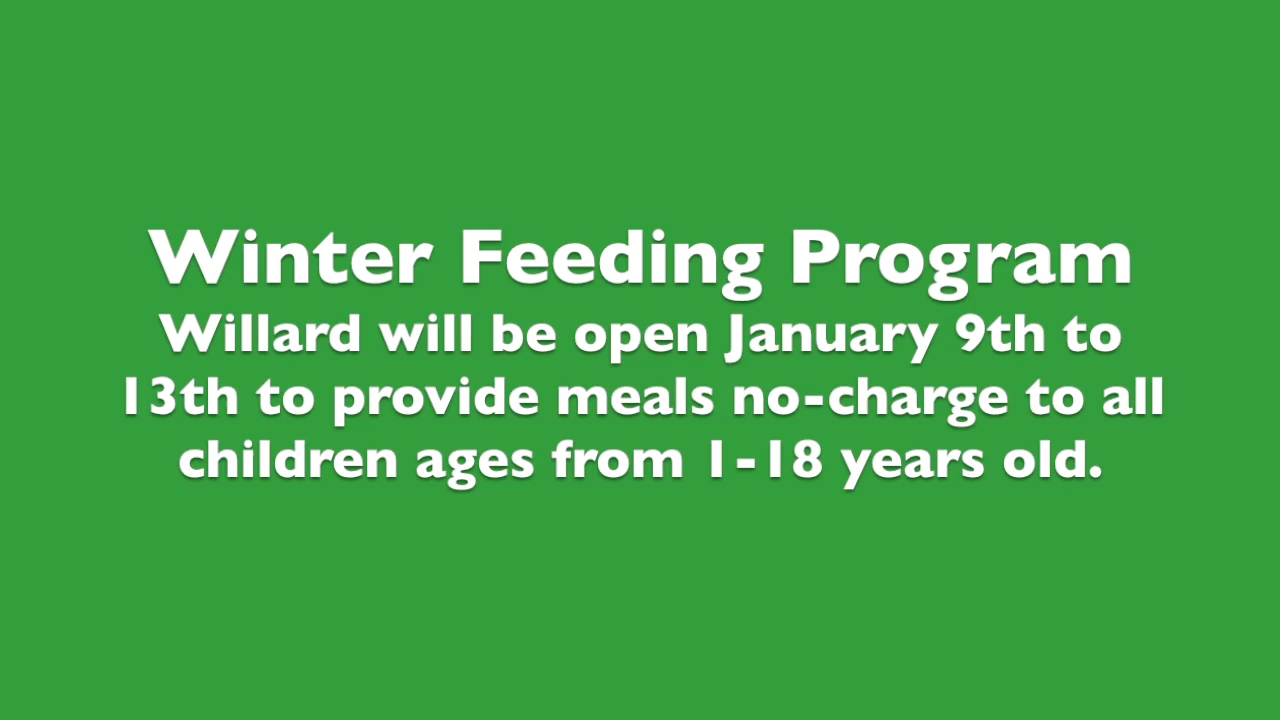 Winter Feeding Program
Willard will be open January 9th to
13th to provide meals no-charge to all
children ages from 1-18 years old.